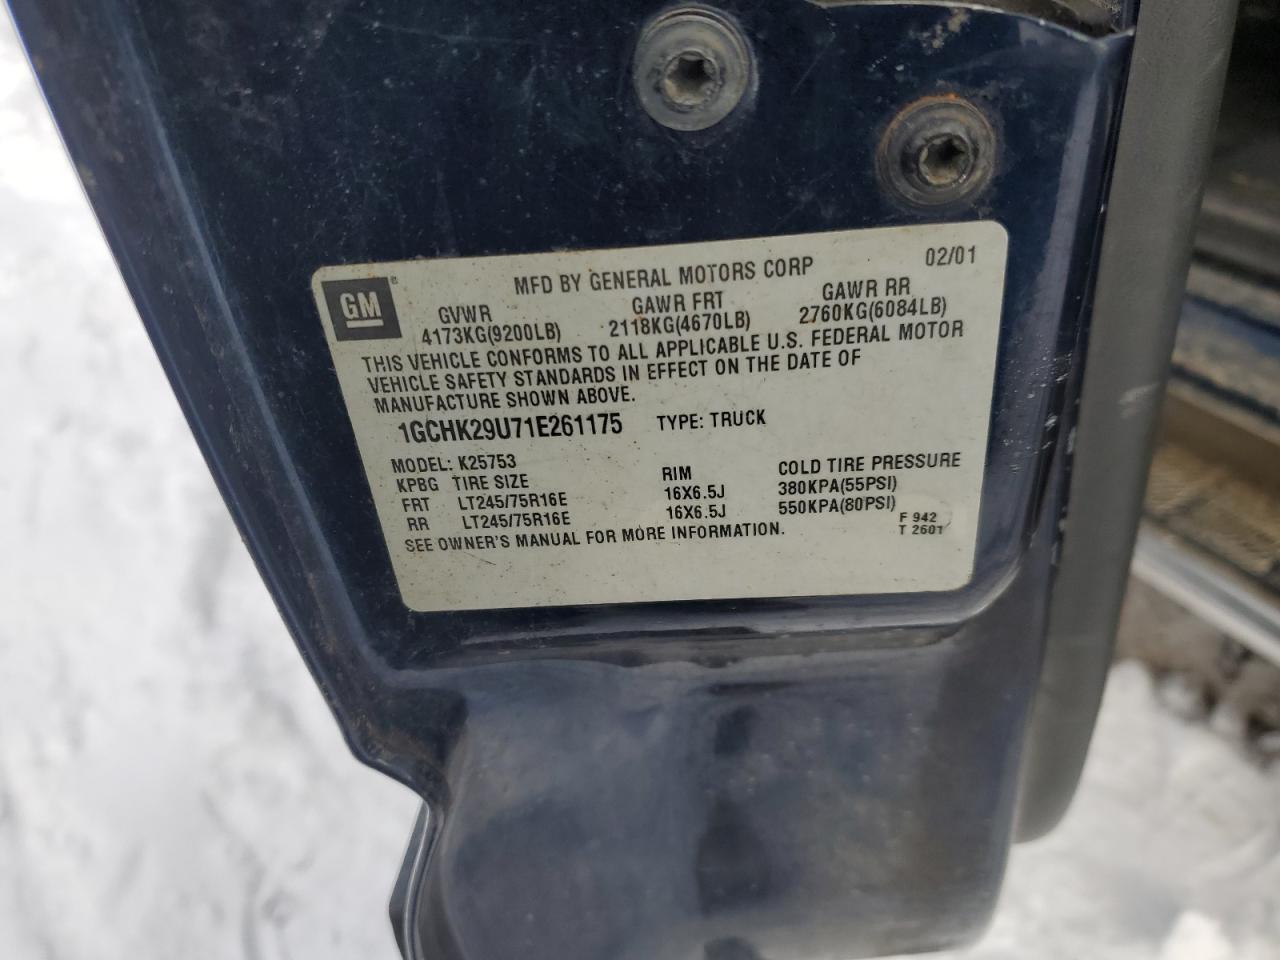 02/01
GM®
MFD BY GENERAL MOTORS CORP
GVWR GAWR FRT GAWR RR
4173KG(9200LB) 2118KG(4670LB) 2760KG(6084LB)
THIS VEHICLE CONFORMS TO ALL APPLICABLE U.S. FEDERAL MOTOR
VEHICLE SAFETY STANDARDS IN EFFECT ON THE DATE OF
MANUFACTURE SHOWN ABOVE.
1GCHK29U71E261175 TYPE: TRUCK
MODEL: K25753
KPBG TIRE SIZE RIM COLD TIRE PRESSURE
FRT LT245/75R16E 16X6.5J 380KPA(55PSI)
RR LT245/75R16E 16X6.5J 550KPA(80PSI)
SEE OWNER'S MANUAL FOR MORE INFORMATION.
F 942
T 2601